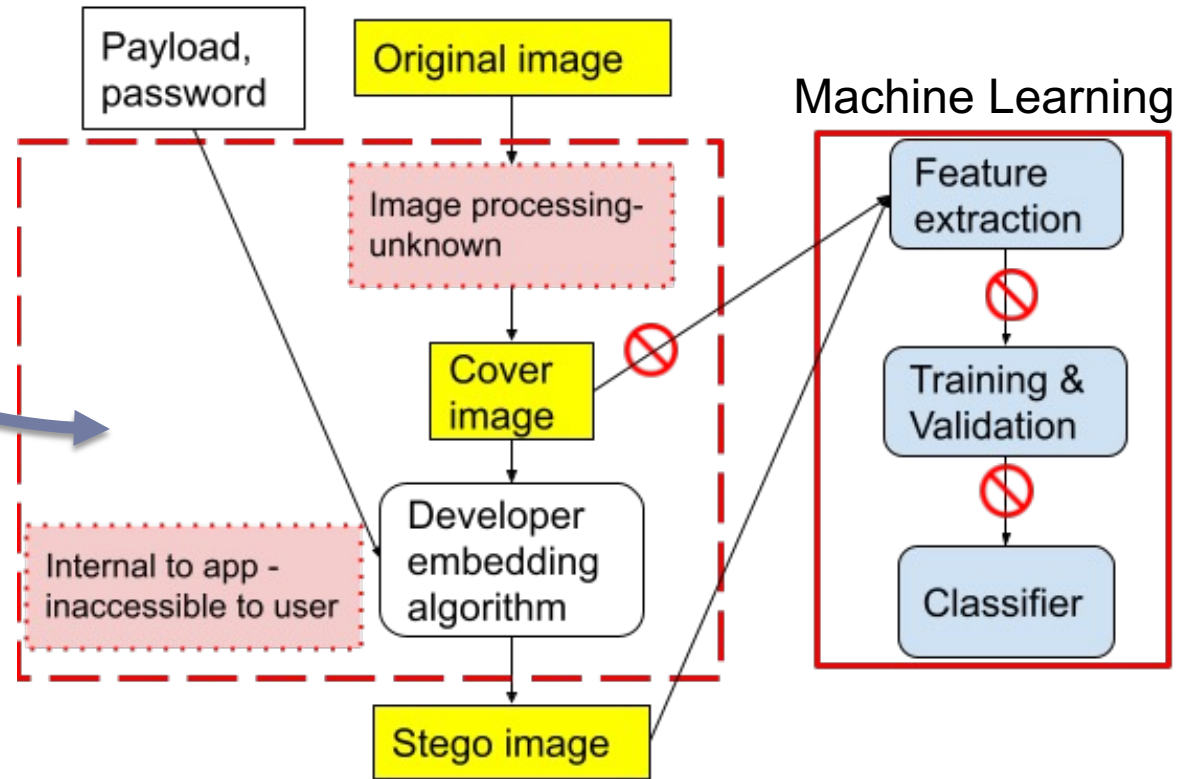 Payload,
password
Original image
Machine Learning
Image processing-
unknown
Feature
extraction
Cover
image
Training &
Validation
Developer
embedding
algorithm
Internal to app -
inaccessible to user
Classifier
Stego image